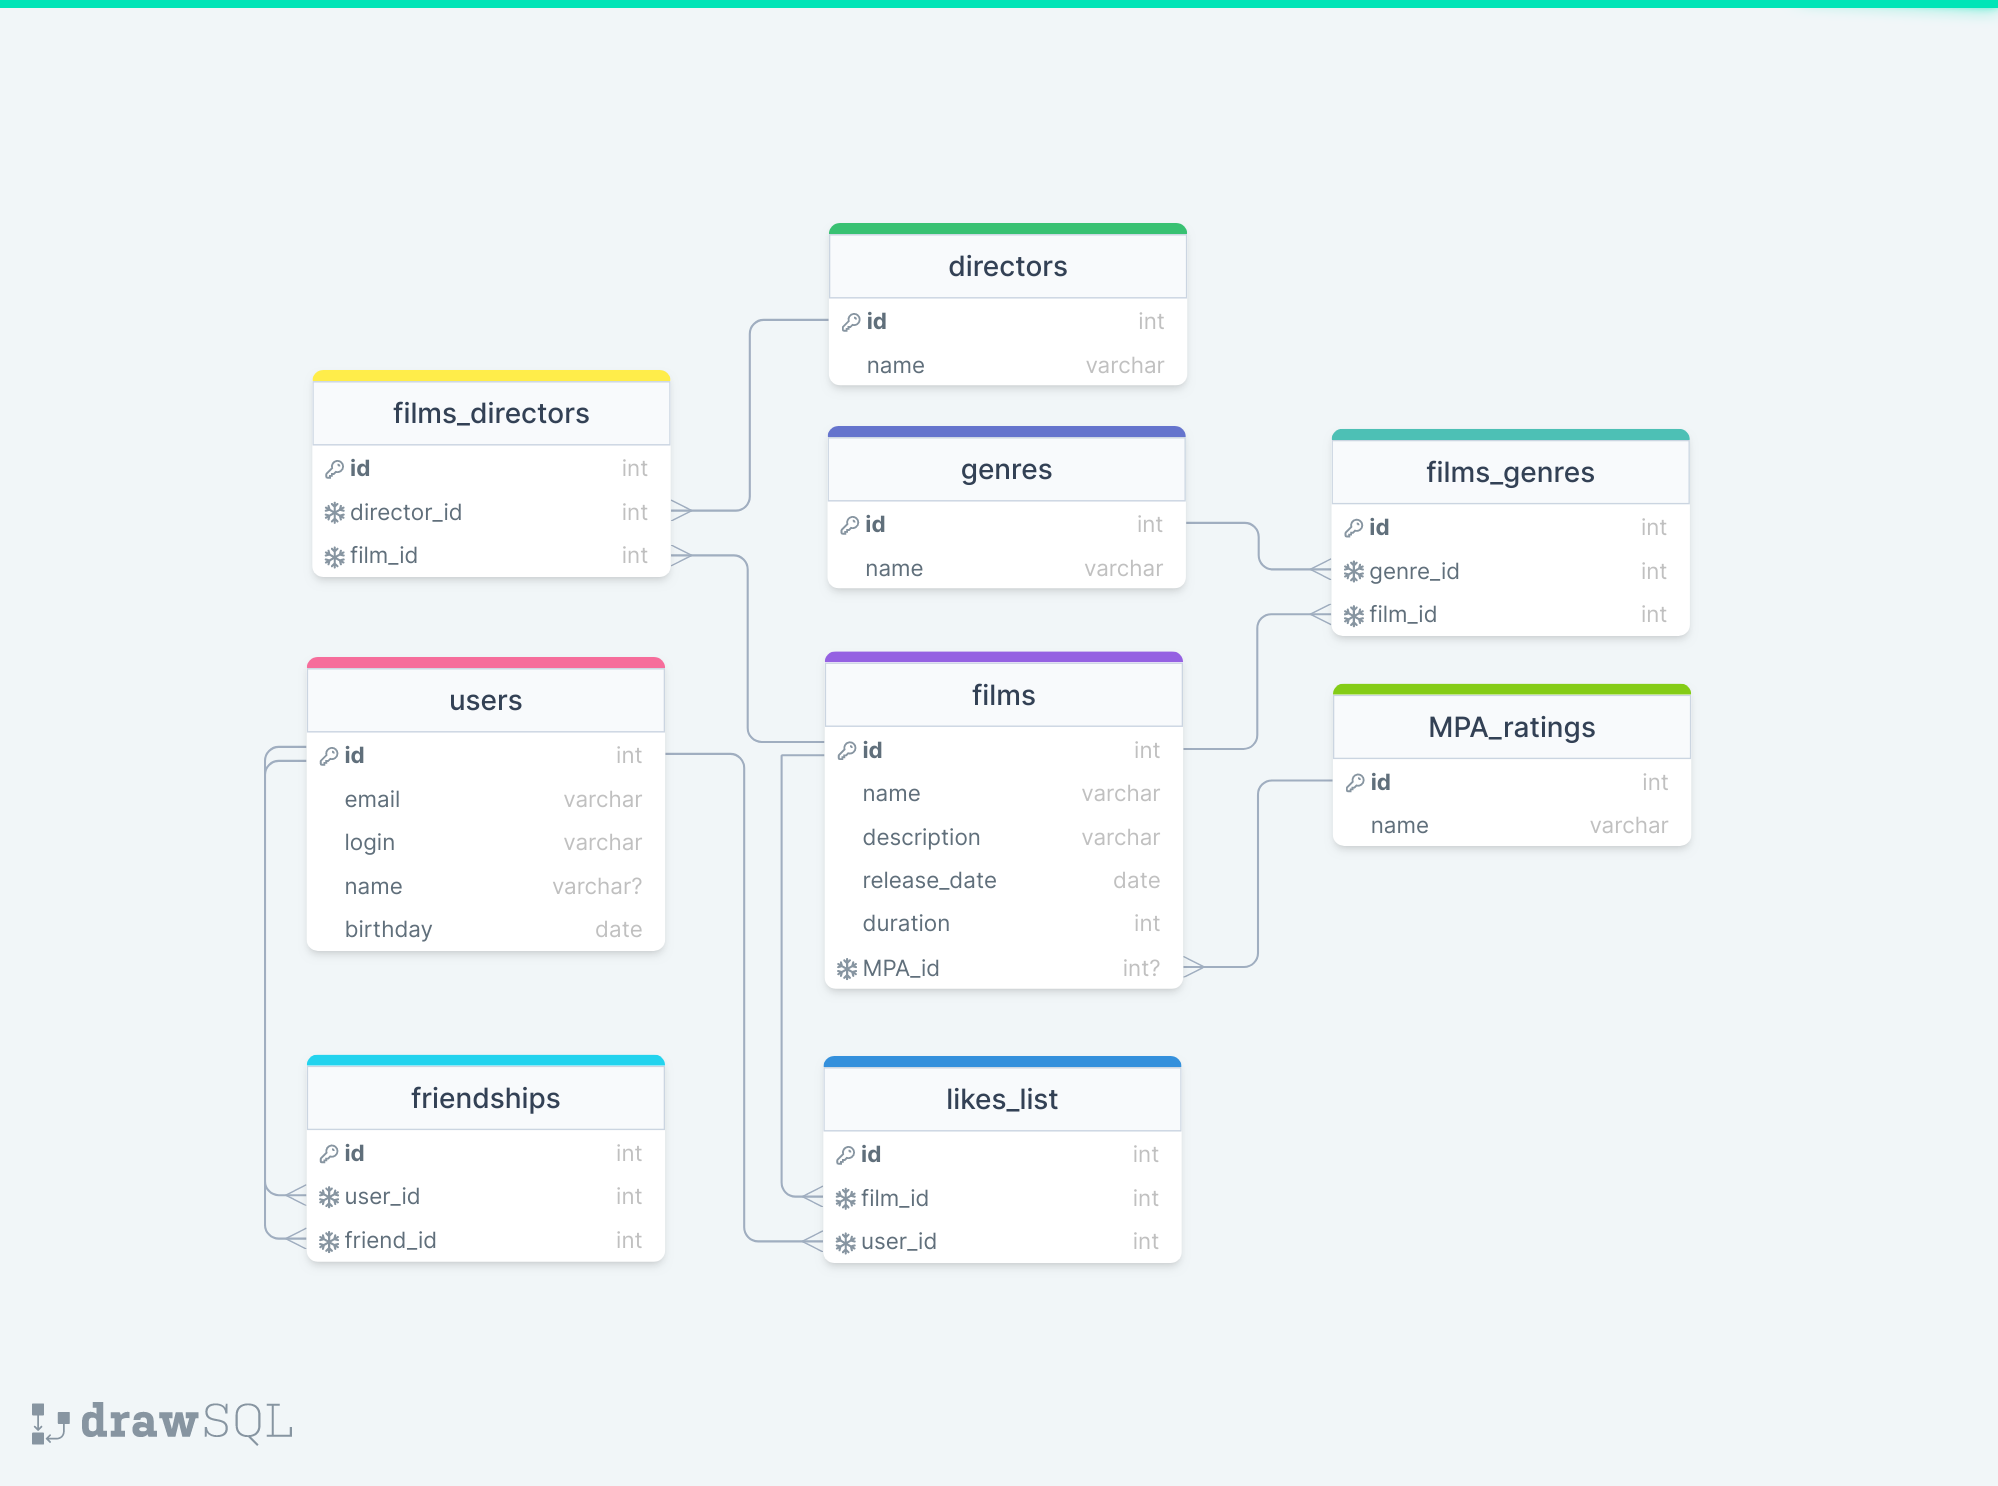 directors
id int
name varchar
films_directors
id int
director_id int
film_id int
genres
id int
name varchar
films_genres
id int
genre_id int
film_id int
users
id int
email varchar
login varchar
name varchar?
birthday date
films
id int
name varchar
description varchar
release_date date
duration int
MPA_id int?
MPA_ratings
id int
name varchar
friendships
id int
user_id int
friend_id int
likes_list
id int
film_id int
user_id int
drawSQL